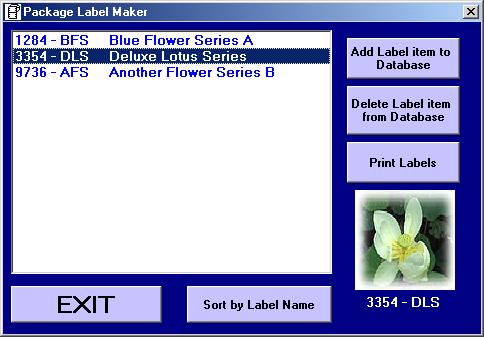 Package Label Maker
1284 - BFS Blue Flower Series A
3354 - DLS Deluxe Lotus Series
9736 - AFS Another Flower Series B
Add Label item to
Database
Delete Label item
from Database
Print Labels
3354 - DLS
EXIT
Sort by Label Name